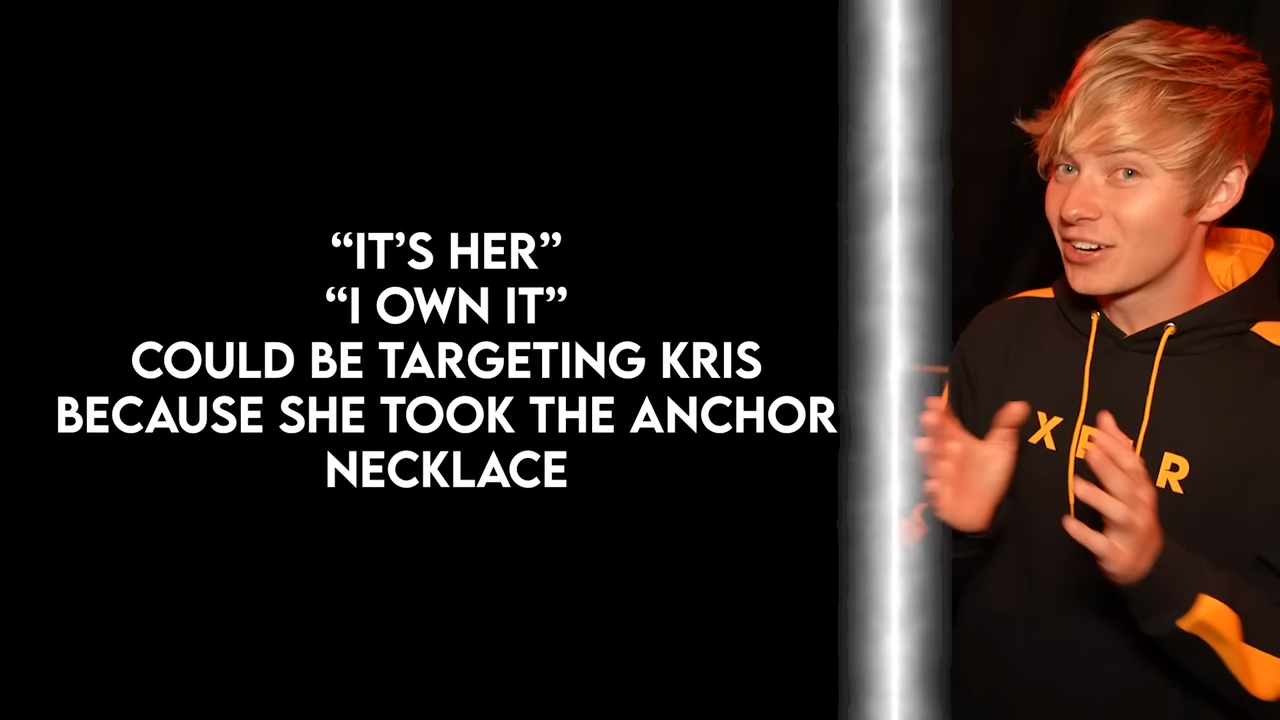 “IT’S HER”
“I OWN IT”
COULD BE TARGETING KRIS
BECAUSE SHE TOOK THE ANCHOR
NECKLACE